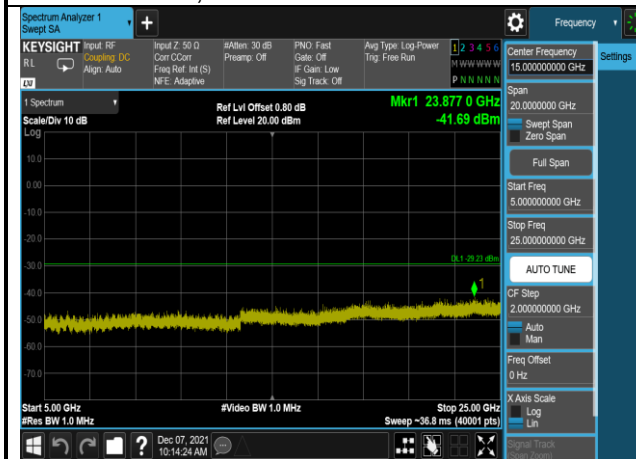 Spectrum Analyzer 1
Swept SA
Frequency
KEYSIGHT
RL
LXI
Input: RF
Coupling: DC
Align: Auto
Input Z: 50 Ω
Corr CCorr
Freq Ref: Int (S)
NFE: Adaptive
#Atten: 30 dB
Preamp: Off
PNO: Fast
Gate: Off
IF Gain: Low
Sig Track: Off
Avg Type: Log-Power
Trig: Free Run
1 2 3 4 5 6
M W W W W W
P N N N N N
Settings
Center Frequency
15.000000000 GHz
Span
20.0000000 GHz
Swept Span
Zero Span
Full Span
Start Freq
5.000000000 GHz
Stop Freq
25.000000000 GHz
AUTO TUNE
CF Step
2.000000000 GHz
Auto
Man
Freq Offset
0 Hz
X Axis Scale
Log
Lin
Signal Track
(Span Zoom)
1 Spectrum
Scale/Div 10 dB
Ref Lvl Offset 0.80 dB
Ref Level 20.00 dBm
Mkr1 23.877 0 GHz
-41.69 dBm
Log
10.0
0.00
-10.0
-20.0
-30.0
-40.0
-50.0
-60.0
-70.0
DL1 -29.23 dBm
1
Start 5.00 GHz
#Res BW 1.0 MHz
#Video BW 1.0 MHz
Stop 25.00 GHz
Sweep ~36.8 ms (40001 pts)
?
Dec 07, 2021
10:14:24 AM